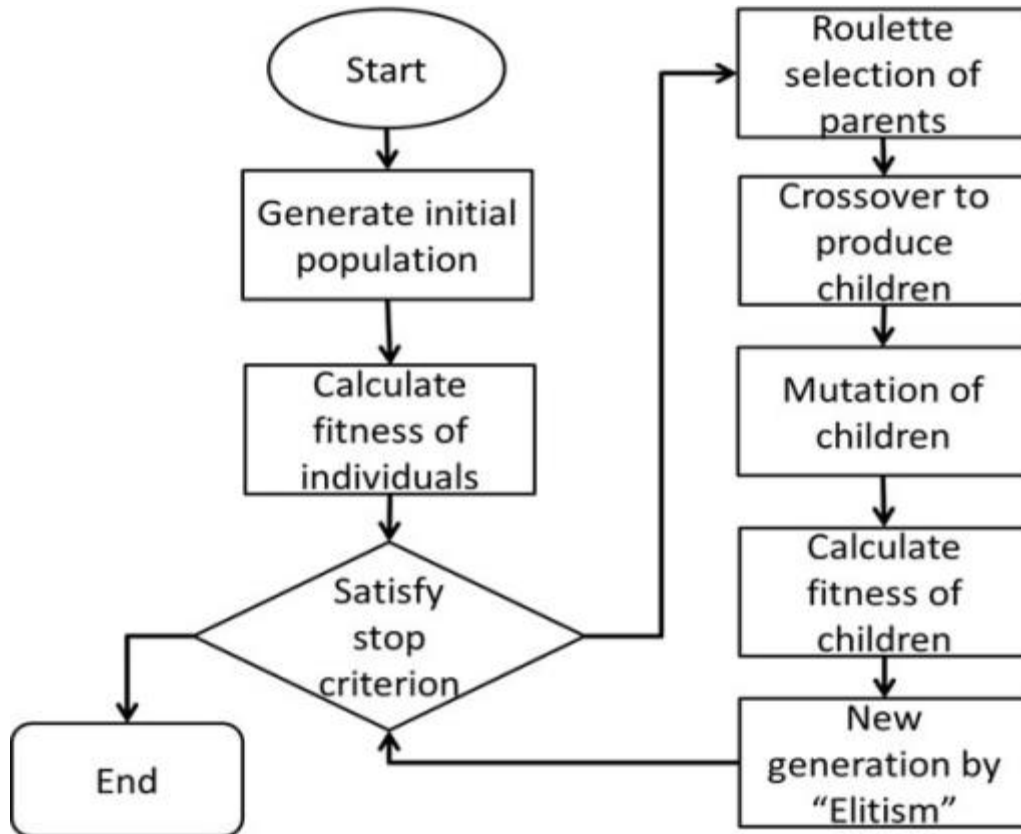 Start
Generate initial
population
Calculate
fitness of
individuals
Satisfy
stop
criterion
End
Roulette
selection of
parents
Crossover to
produce
children
Mutation of
children
Calculate
fitness of
children
New
generation by
“Elitism”